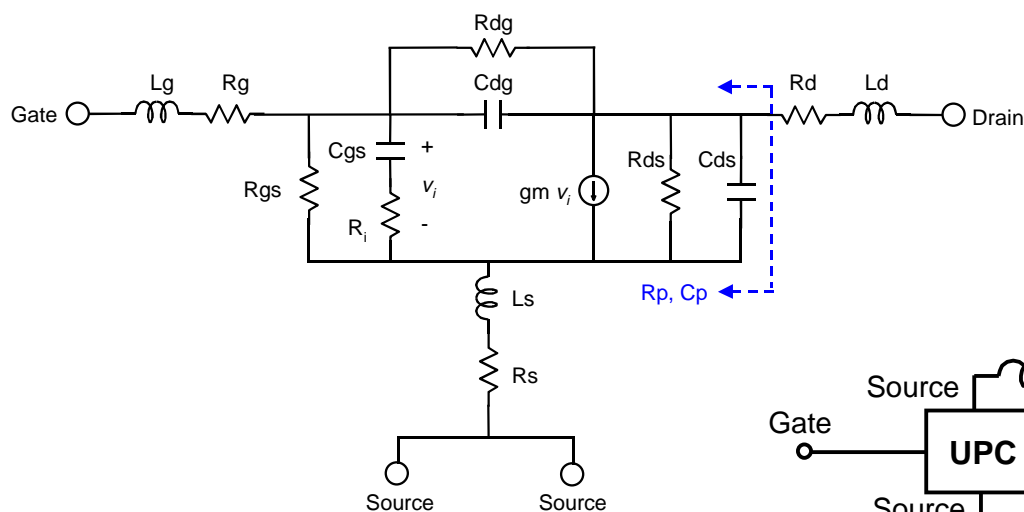 Rdg
Lg
Rg
Cdg
Rd
Ld
Gate
Drain
Cgs
+
Rds
Cds
Rgs
vi
gm vi
Ri
-
Rp, Cp
Ls
Rs
Source
Gate
UPC
Source
Source
Source